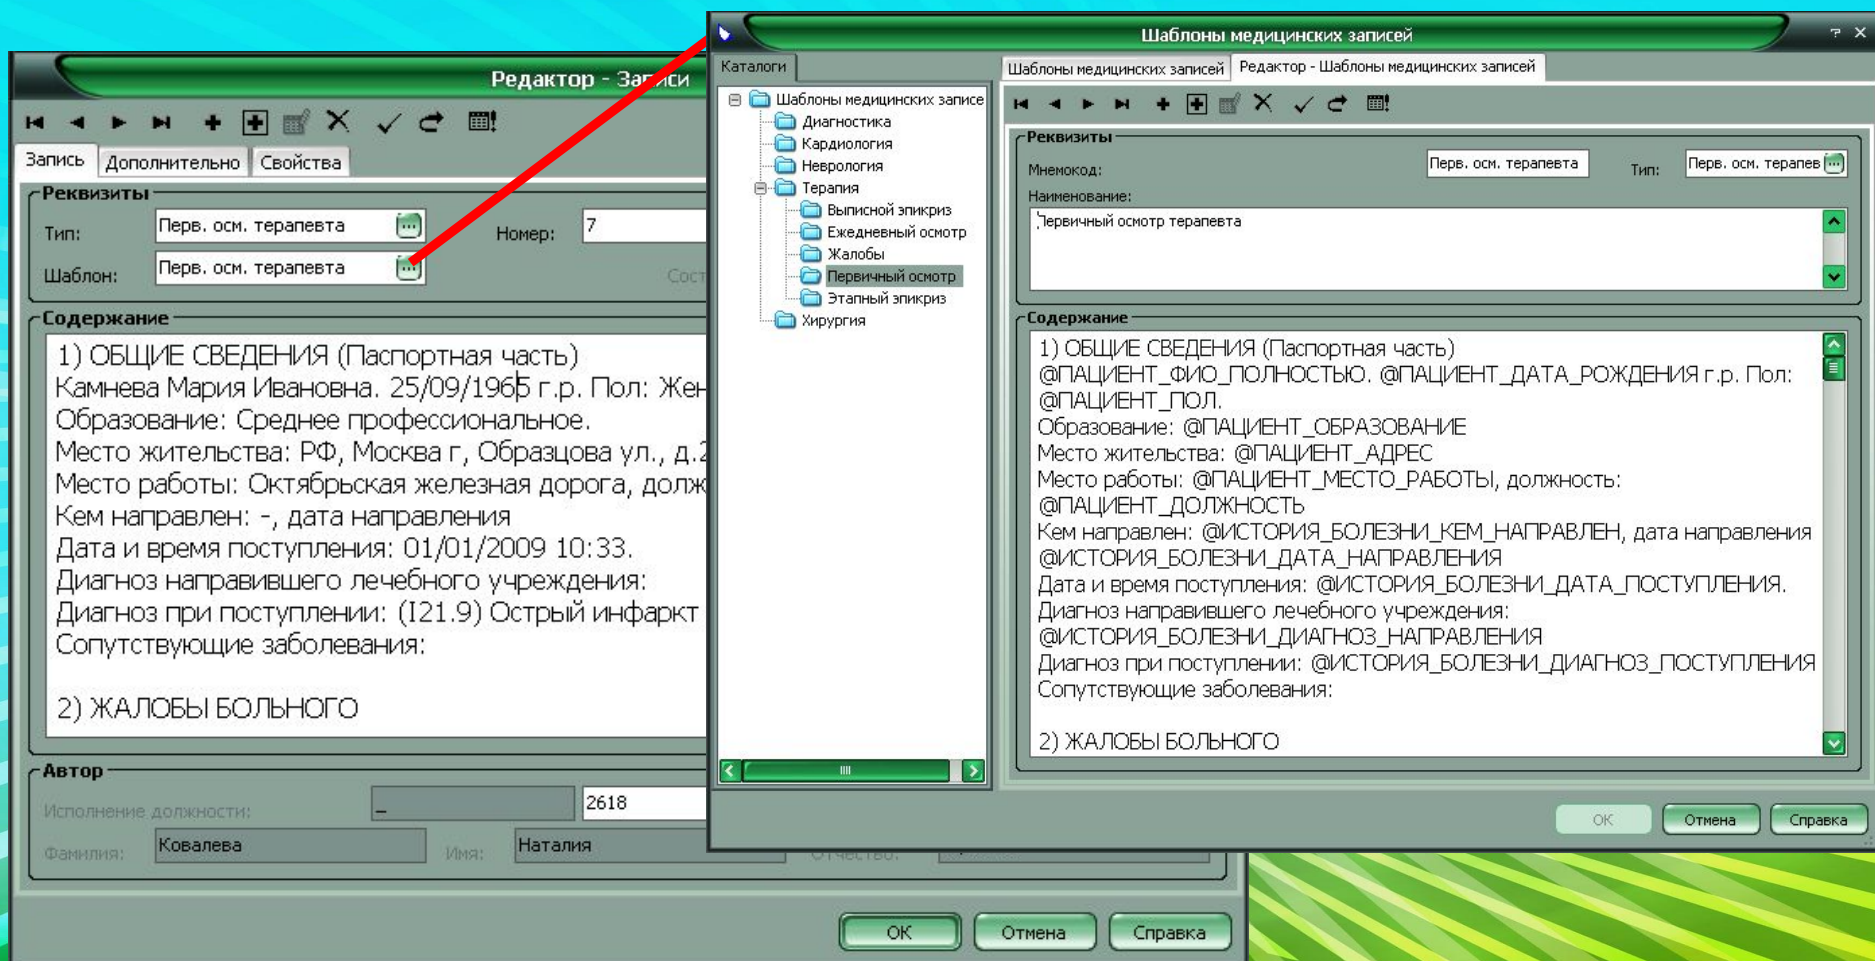 Редактор - Записи
Запись Дополнительно Свойства
Реквизиты
Тип: Перв. осм. терапевта Номер: 7
Шаблон: Перв. осм. терапевта
Содержание
1) ОБЩИЕ СВЕДЕНИЯ (Паспортная часть)
Камнева Мария Ивановна. 25/09/1965 г.р. Пол: Жен
Образование: Среднее профессиональное.
Место жительства: РФ, Москва г, Образцова ул., д.2
Место работы: Октябрьская железная дорога, долж
Кем направлен: -, дата направления
Дата и время поступления: 01/01/2009 10:33.
Диагноз направившего лечебного учреждения:
Диагноз при поступлении: (I21.9) Острый инфаркт
Сопутствующие заболевания:
2) ЖАЛОБЫ БОЛЬНОГО
Автор
Исполнение должности: _ 2618
Фамилия: Ковалева Имя: Наталия
ОК Отмена Справка
Шаблоны медицинских записей
Каталоги
Шаблоны медицинских записе
Диагностика
Кардиология
Неврология
Терапия
Выписной эпикриз
Ежедневный осмотр
Жалобы
Первичный осмотр
Этапный эпикриз
Хирургия
Шаблоны медицинских записей Редактор - Шаблоны медицинских записей
Реквизиты
Мнемокод: Перв. осм. терапевта Тип: Перв. осм. терапев
Наименование:
Первичный осмотр терапевта
Содержание
1) ОБЩИЕ СВЕДЕНИЯ (Паспортная часть)
@ПАЦИЕНТ_ФИО_ПОЛНОСТЬЮ. @ПАЦИЕНТ_ДАТА_РОЖДЕНИЯ г.р. Пол:
@ПАЦИЕНТ_ПОЛ.
Образование: @ПАЦИЕНТ_ОБРАЗОВАНИЕ
Место жительства: @ПАЦИЕНТ_АДРЕС
Место работы: @ПАЦИЕНТ_МЕСТО_РАБОТЫ, должность:
@ПАЦИЕНТ_ДОЛЖНОСТЬ
Кем направлен: @ИСТОРИЯ_БОЛЕЗНИ_КЕМ_НАПРАВЛЕН, дата направления
@ИСТОРИЯ_БОЛЕЗНИ_ДАТА_НАПРАВЛЕНИЯ
Дата и время поступления: @ИСТОРИЯ_БОЛЕЗНИ_ДАТА_ПОСТУПЛЕНИЯ.
Диагноз направившего лечебного учреждения:
@ИСТОРИЯ_БОЛЕЗНИ_ДИАГНОЗ_НАПРАВЛЕНИЯ
Диагноз при поступлении: @ИСТОРИЯ_БОЛЕЗНИ_ДИАГНОЗ_ПОСТУПЛЕНИЯ
Сопутствующие заболевания:
2) ЖАЛОБЫ БОЛЬНОГО
ОК Отмена Справка